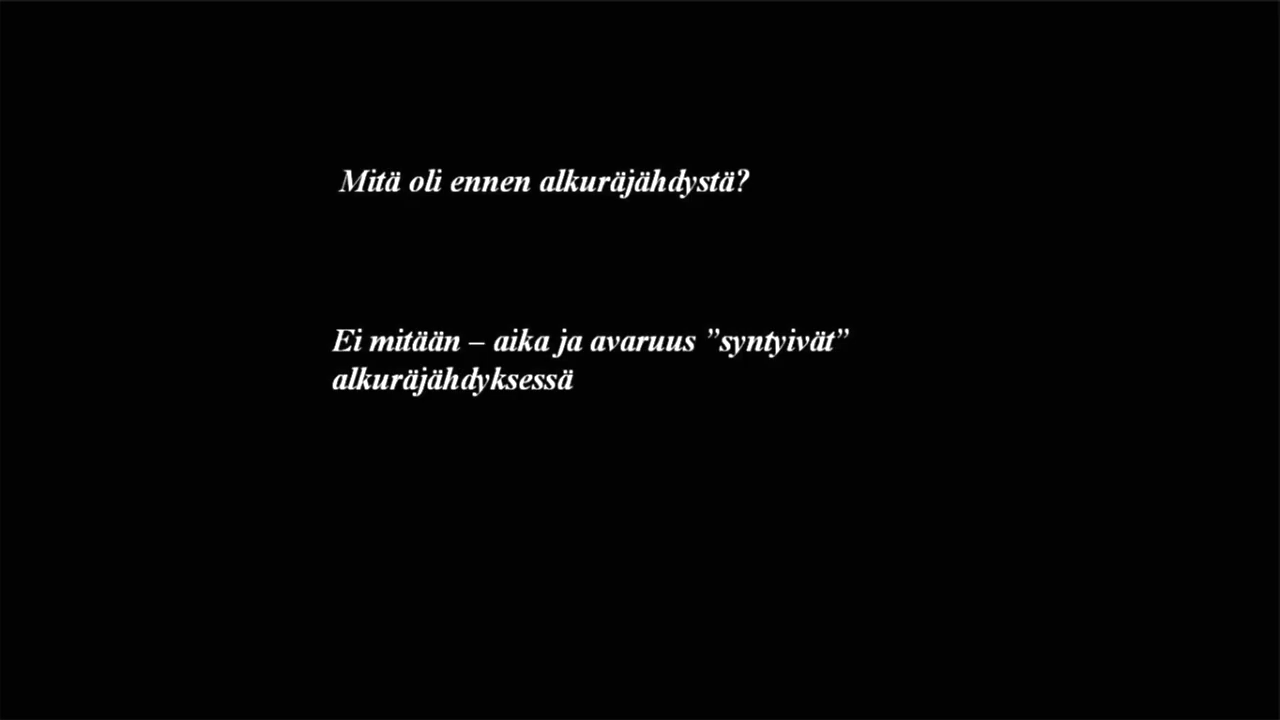 Mitä oli ennen alkuräjähdystä?
Ei mitään – aika ja avaruus ”syntyivät”
alkuräjähdyksessä